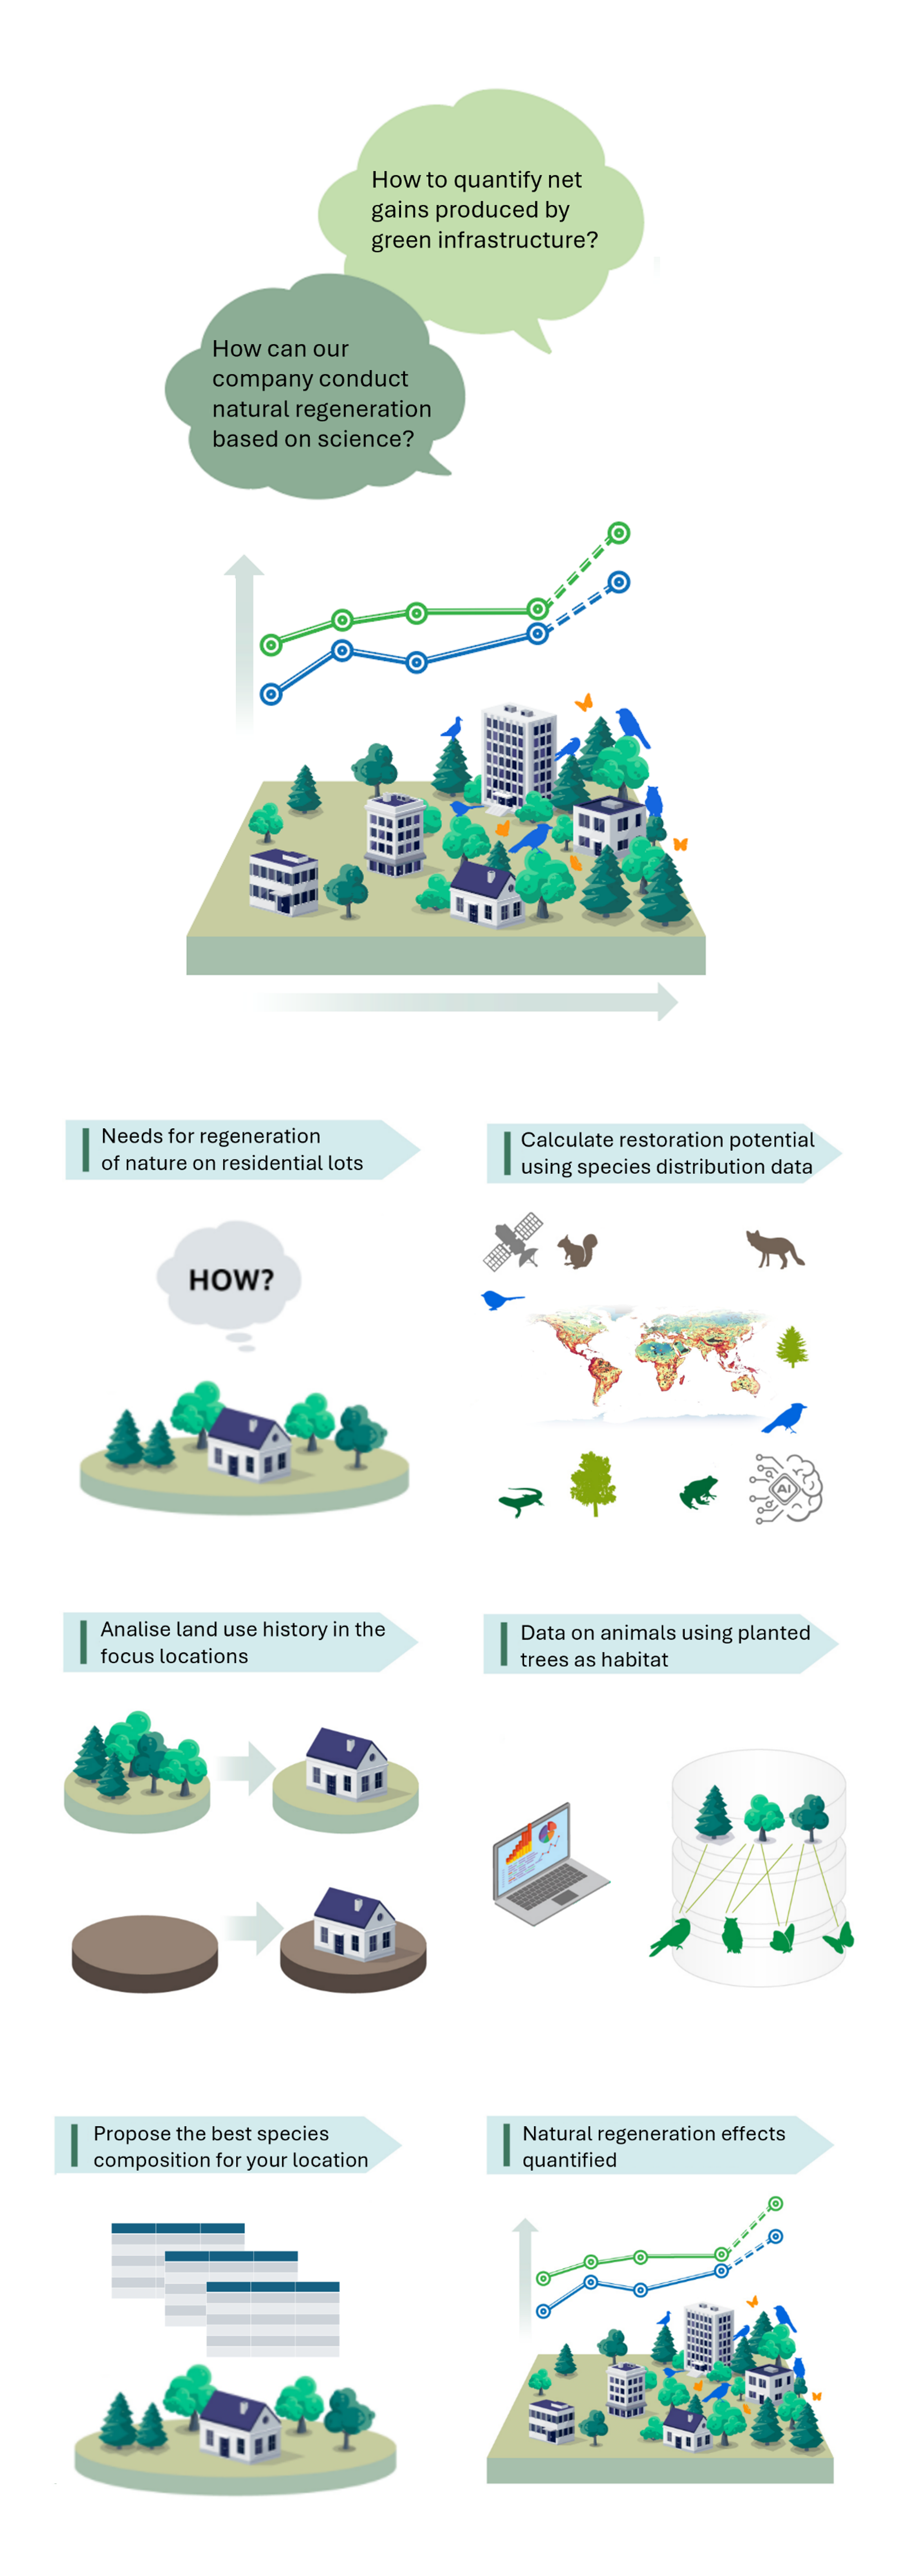 How to quantify net
gains produced by
green infrastructure?
How can our
company conduct
natural regeneration
based on science?
Needs for regeneration
of nature on residential lots
Calculate restoration potential
using species distribution data
HOW?
AI
Analise land use history in the
focus locations
Data on animals using planted
trees as habitat
Propose the best species
composition for your location
Natural regeneration effects
quantified